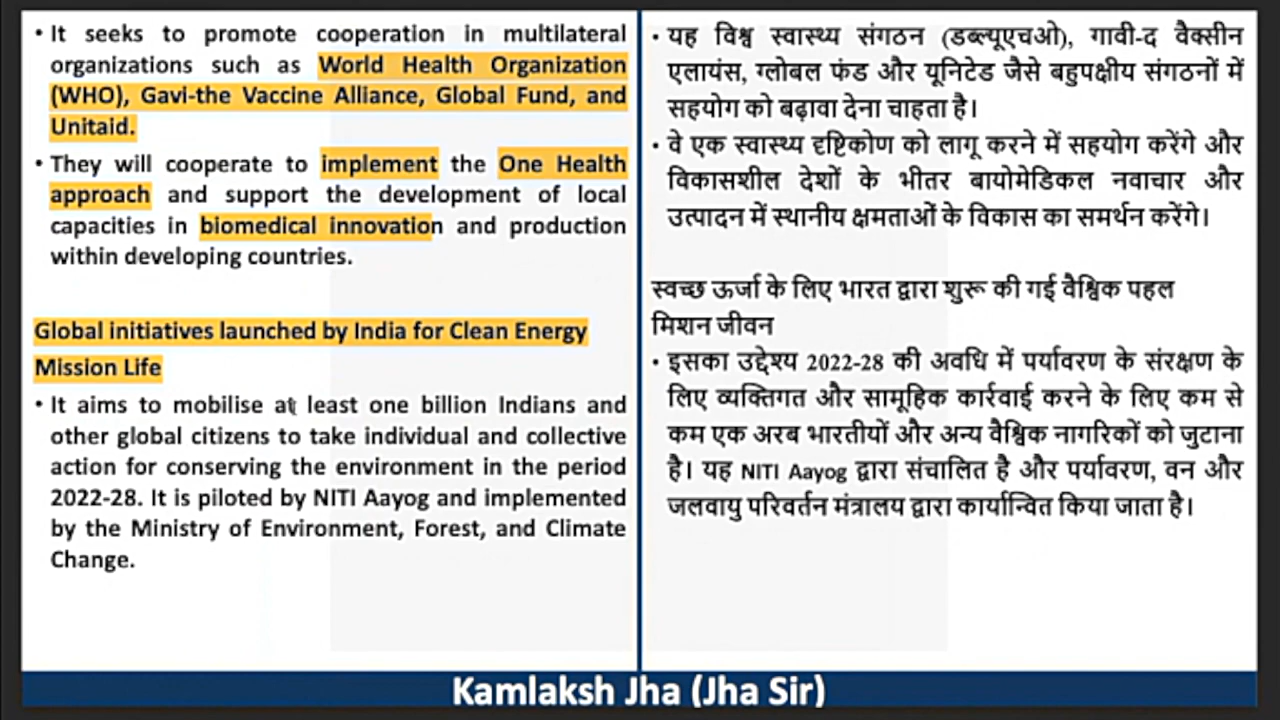 • It seeks to promote cooperation in multilateral
organizations such as World Health Organization
(WHO), Gavi-the Vaccine Alliance, Global Fund, and
Unitaid.
• They will cooperate to implement the One Health
approach and support the development of local
capacities in biomedical innovation and production
within developing countries.
Global initiatives launched by India for Clean Energy
Mission Life
• It aims to mobilise at least one billion Indians and
other global citizens to take individual and collective
action for conserving the environment in the period
2022-28. It is piloted by NITI Aayog and implemented
by the Ministry of Environment, Forest, and Climate
Change.
• यह विश्व स्वास्थ्य संगठन (डब्ल्यूएचओ), गावी-द वैक्सीन
एलायंस, ग्लोबल फंड और यूनिटेड जैसे बहुपक्षीय संगठनों में
सहयोग को बढ़ावा देना चाहता है।
• वे एक स्वास्थ्य दृष्टिकोण को लागू करने में सहयोग करेंगे और
विकासशील देशों के भीतर बायोमेडिकल नवाचार और
उत्पादन में स्थानीय क्षमताओं के विकास का समर्थन करेंगे।
स्वच्छ ऊर्जा के लिए भारत द्वारा शुरू की गई वैश्विक पहल
मिशन जीवन
• इसका उद्देश्य 2022-28 की अवधि में पर्यावरण के संरक्षण के
लिए व्यक्तिगत और सामूहिक कार्रवाई करने के लिए कम से
कम एक अरब भारतीयों और अन्य वैश्विक नागरिकों को जुटाना
है। यह NITI Aayog द्वारा संचालित है और पर्यावरण, वन और
जलवायु परिवर्तन मंत्रालय द्वारा कार्यान्वित किया जाता है।
Kamlaksh Jha (Jha Sir)